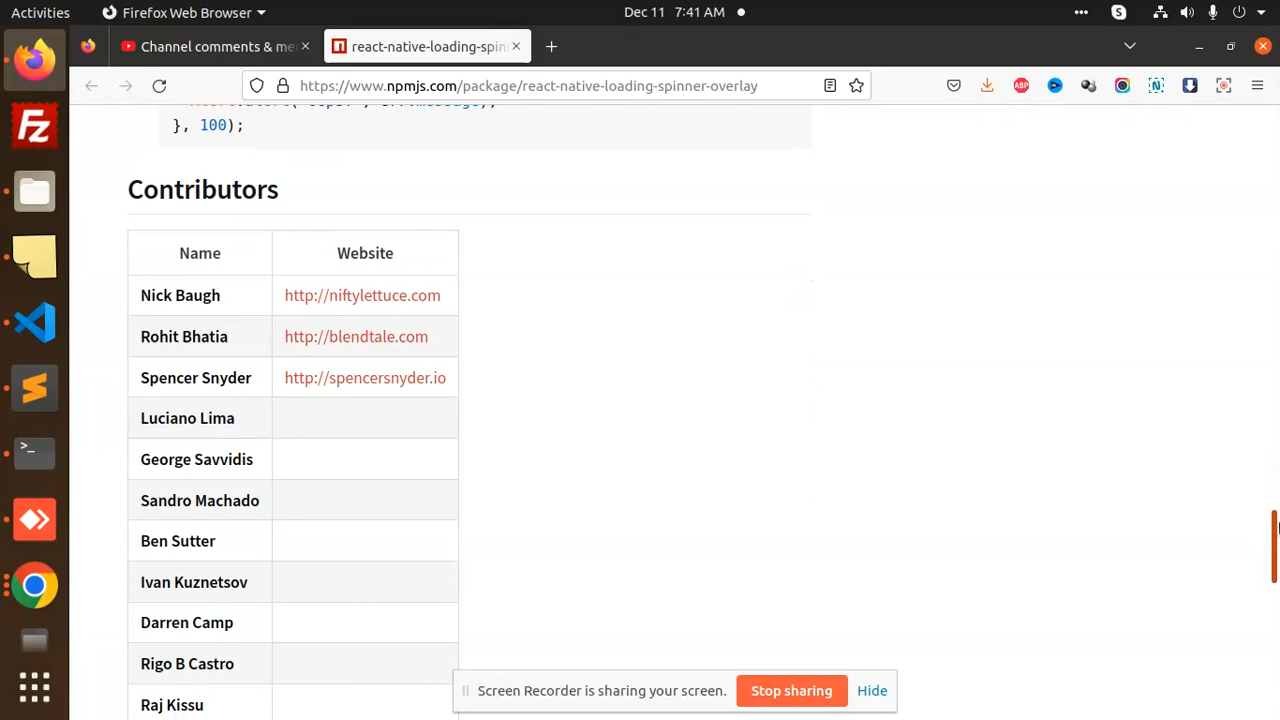 Activities
Firefox Web Browser
Dec 11 7:41 AM
Channel comments & me
react-native-loading-spin
https://www.npmjs.com/package/react-native-loading-spinner-overlay
}, 100);
Contributors
Name Website
Nick Baugh http://niftylettuce.com
Rohit Bhatia http://blendtale.com
Spencer Snyder http://spencersnyder.io
Luciano Lima
George Savvidis
Sandro Machado
Ben Sutter
Ivan Kuznetsov
Darren Camp
Rigo B Castro
Raj Kissu
Screen Recorder is sharing your screen. Stop sharing Hide